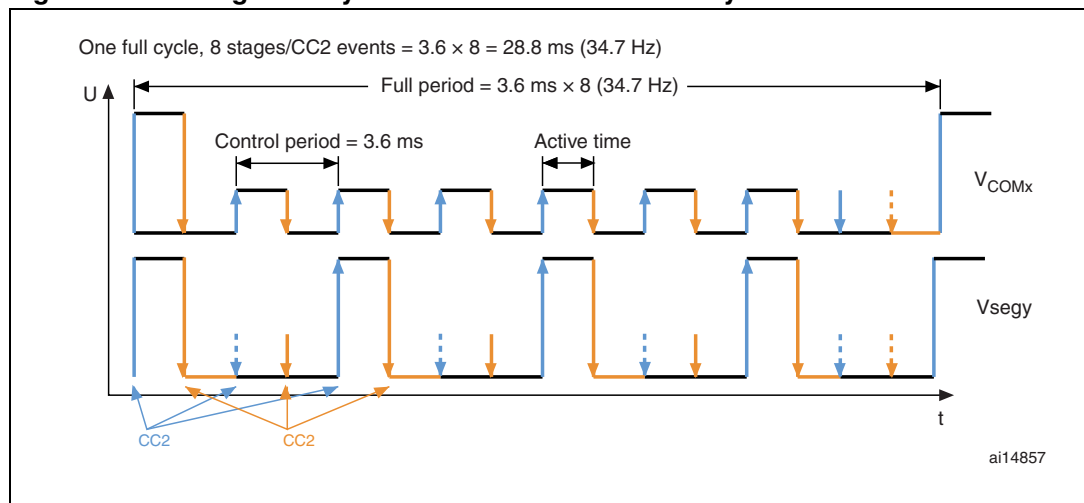 One full cycle, 8 stages/CC2 events = 3.6 × 8 = 28.8 ms (34.7 Hz)
Full period = 3.6 ms × 8 (34.7 Hz)
U
Control period = 3.6 ms
Active time
VCOMx
Vsegy
t
CC2
CC2
ai14857